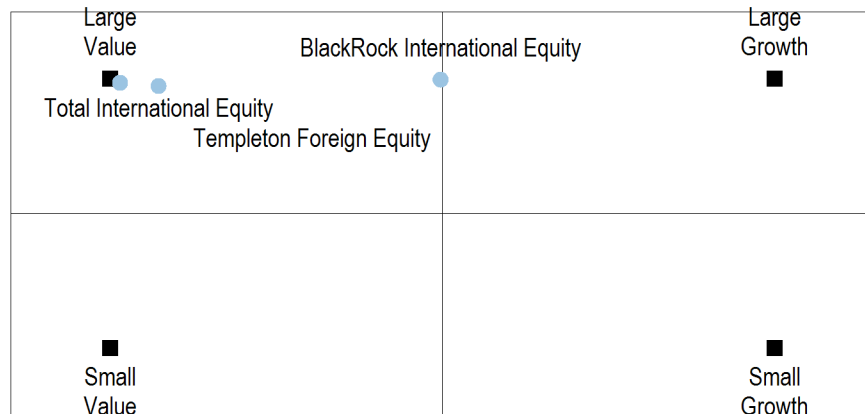 Large
Value
BlackRock International Equity
Large
Growth
Total International Equity
Templeton Foreign Equity
Small
Value
Small
Growth